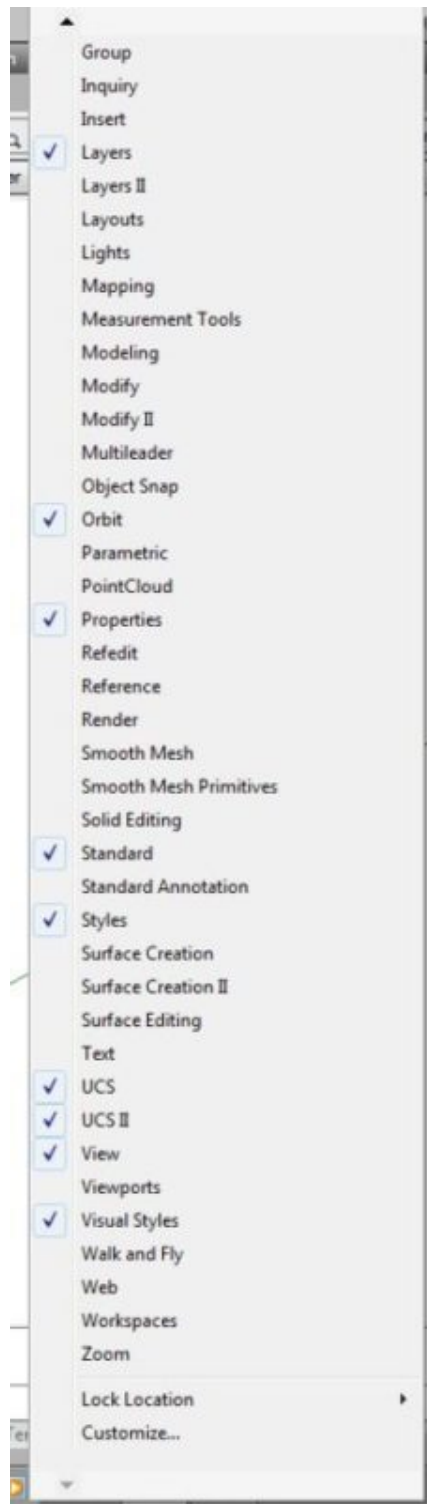 Group
Inquiry
Insert
Layers
Layers II
Layouts
Lights
Mapping
Measurement Tools
Modeling
Modify
Modify II
Multileader
Object Snap
Orbit
Parametric
PointCloud
Properties
Refedit
Reference
Render
Smooth Mesh
Smooth Mesh Primitives
Solid Editing
Standard
Standard Annotation
Styles
Surface Creation
Surface Creation II
Surface Editing
Text
UCS
UCS II
View
Viewports
Visual Styles
Walk and Fly
Web
Workspaces
Zoom
Lock Location
Customize...